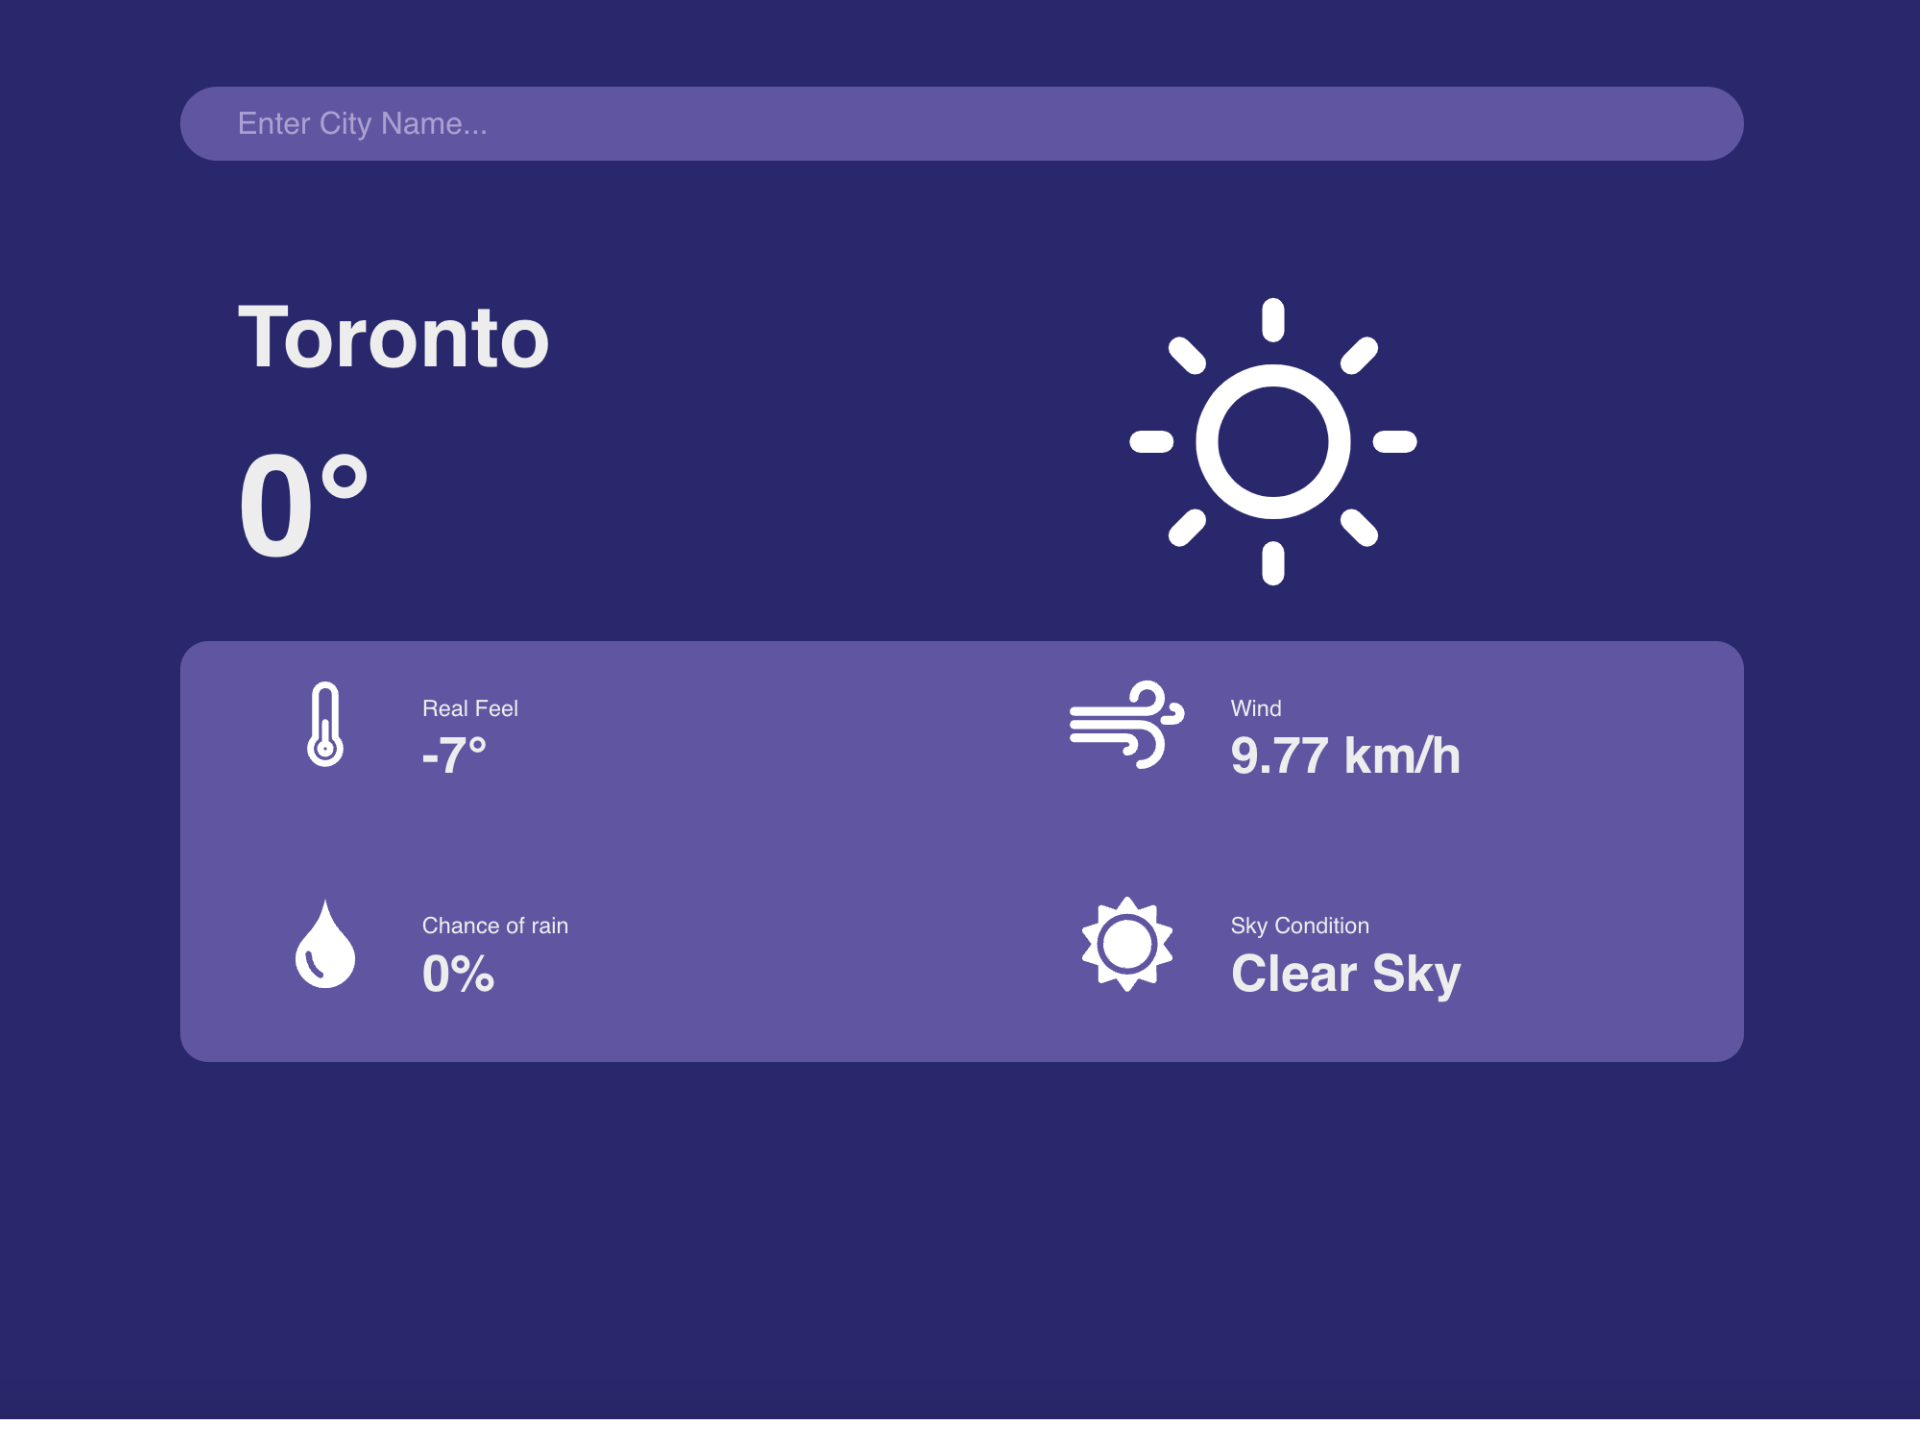 Enter City Name...
Toronto
0°
Real Feel
-7°
Wind
9.77 km/h
Chance of rain
0%
Sky Condition
Clear Sky